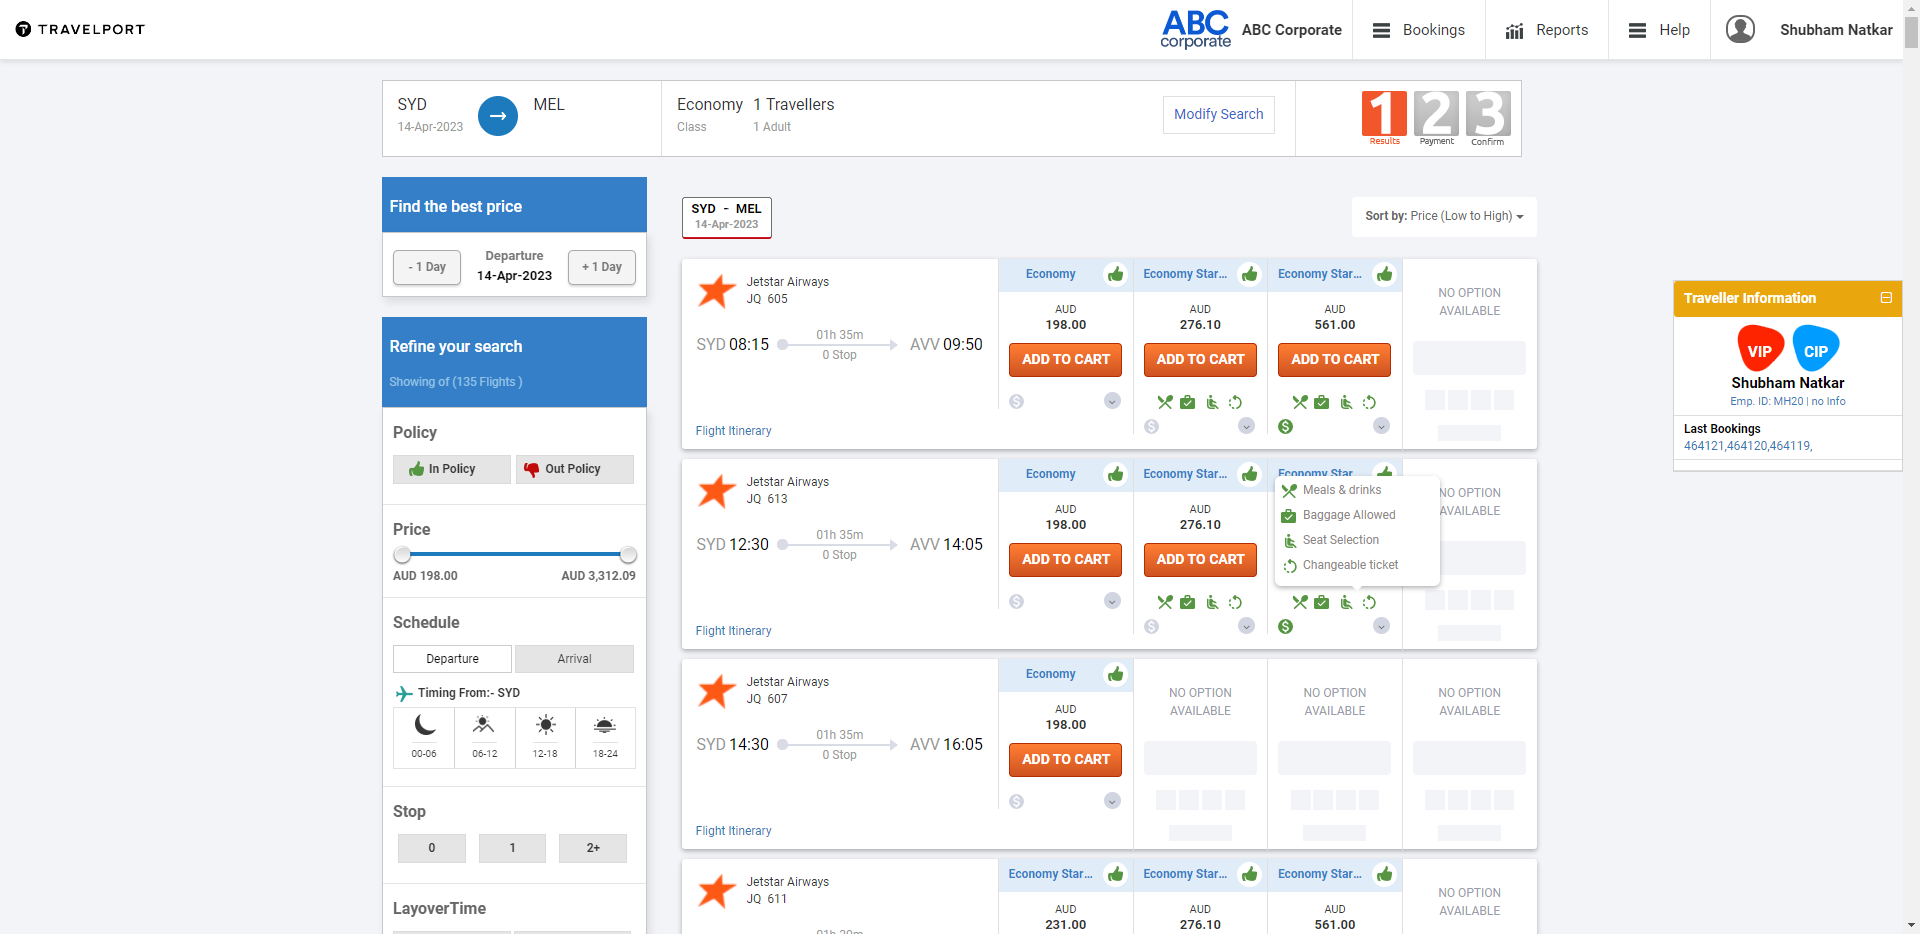 TRAVELPORT
ABC
corporate
ABC Corporate
Bookings
Reports
Help
Shubham Natkar
SYD
14-Apr-2023
MEL
Economy
Class
1 Travellers
1 Adult
Modify Search
1
Results
2
Payment
3
Confirm
Find the best price
- 1 Day
Departure
14-Apr-2023
+ 1 Day
Refine your search
Showing of (135 Flights )
Policy
In Policy
Out Policy
Price
AUD 198.00
AUD 3,312.09
Schedule
Departure
Arrival
Timing From:- SYD
00-06
06-12
12-18
18-24
Stop
0
1
2+
LayoverTime
SYD - MEL
14-Apr-2023
Sort by: Price (Low to High)
Jetstar Airways
JQ 605
SYD 08:15
01h 35m
0 Stop
AVV 09:50
Flight Itinerary
Economy
AUD
198.00
ADD TO CART
Economy Star...
AUD
276.10
ADD TO CART
Economy Star...
AUD
561.00
ADD TO CART
NO OPTION
AVAILABLE
Jetstar Airways
JQ 613
SYD 12:30
01h 35m
0 Stop
AVV 14:05
Flight Itinerary
Economy
AUD
198.00
ADD TO CART
Economy Star...
AUD
276.10
ADD TO CART
Economy Star...
Meals & drinks
Baggage Allowed
Seat Selection
Changeable ticket
NO OPTION
AVAILABLE
Jetstar Airways
JQ 607
SYD 14:30
01h 35m
0 Stop
AVV 16:05
Flight Itinerary
Economy
AUD
198.00
ADD TO CART
NO OPTION
AVAILABLE
NO OPTION
AVAILABLE
NO OPTION
AVAILABLE
Jetstar Airways
JQ 611
Economy Star...
AUD
231.00
Economy Star...
AUD
276.10
Economy Star...
AUD
561.00
NO OPTION
AVAILABLE
Traveller Information
VIP
CIP
Shubham Natkar
Emp. ID: MH20 | no Info
Last Bookings
464121,464120,464119,